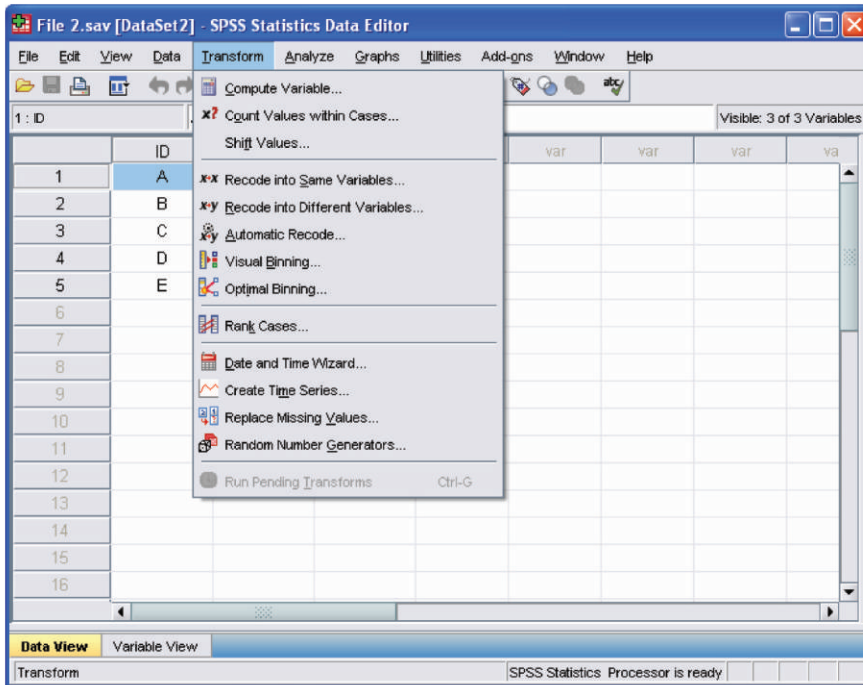 File 2.sav [DataSet2] - SPSS Statistics Data Editor
File Edit View Data Transform Analyze Graphs Utilities Add-ons Window Help
1 : ID
Visible: 3 of 3 Variables
ID var var var va
1 A
2 B
3 C
4 D
5 E
6
7
8
9
10
11
12
13
14
15
16
Compute Variable...
Count Values within Cases...
Shift Values...
Recode into Same Variables...
Recode into Different Variables...
Automatic Recode...
Visual Binning...
Optimal Binning...
Rank Cases...
Date and Time Wizard...
Create Time Series...
Replace Missing Values...
Random Number Generators...
Run Pending Transforms Ctrl-G
Data View Variable View
Transform SPSS Statistics Processor is ready